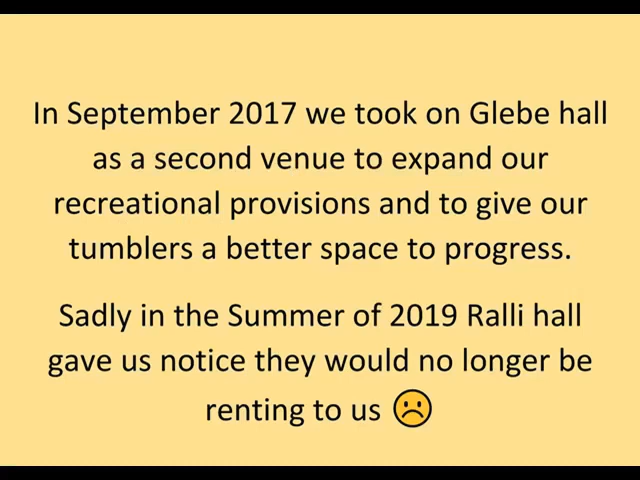 In September 2017 we took on Glebe hall
as a second venue to expand our
recreational provisions and to give our
tumblers a better space to progress.
Sadly in the Summer of 2019 Ralli hall
gave us notice they would no longer be
renting to us ☹